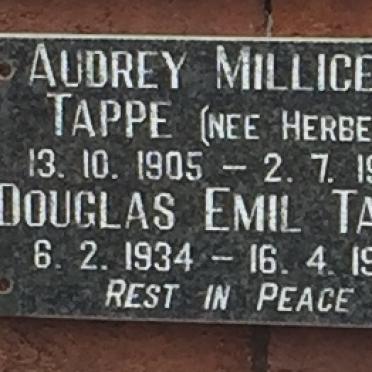 AUDREY MILLICE
TAPPE (NEE HERBE
13. 10. 1905 – 2. 7. 19
DOUGLAS EMIL TA
6. 2. 1934 – 16. 4. 19
REST IN PEACE